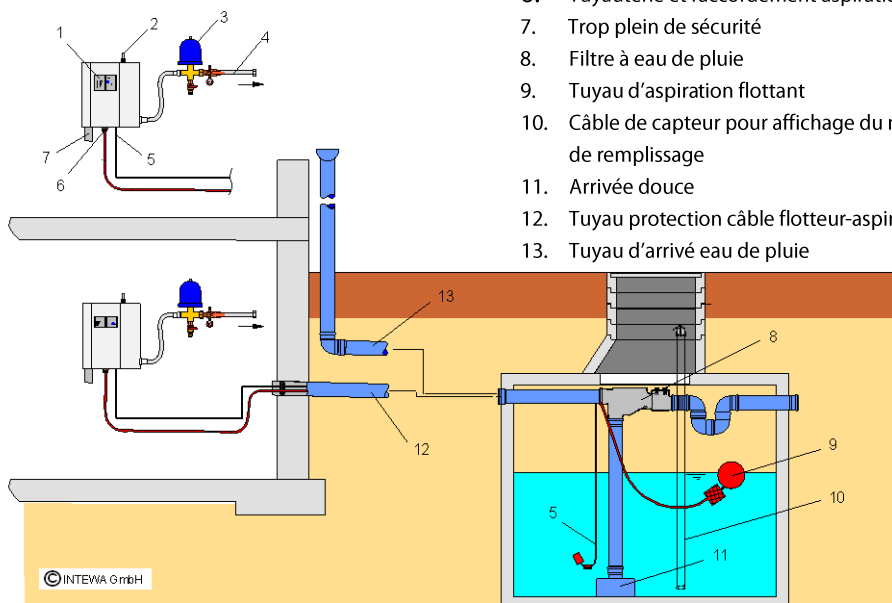 6. Tuyauterie et raccordement aspiration
7. Trop plein de sécurité
8. Filtre à eau de pluie
9. Tuyau d'aspiration flottant
10. Câble de capteur pour affichage du
de remplissage
11. Arrivée douce
12. Tuyau protection câble flotteur-aspir
13. Tuyau d'arrivé eau de pluie
1
2
3
4
5
6
7
13
12
8
9
10
5
11
©INTEWA GmbH